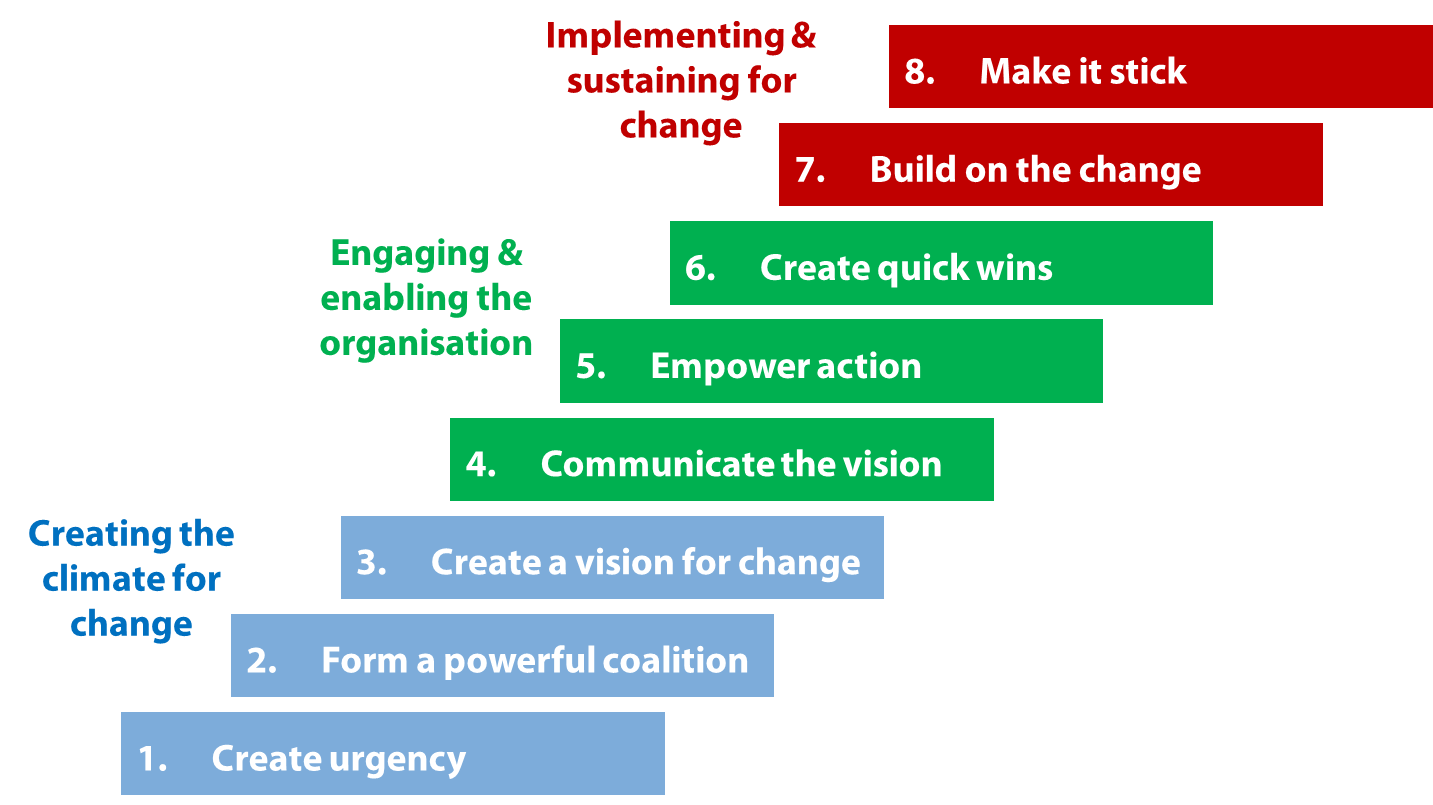 Implementing &
sustaining for
change
8. Make it stick
7. Build on the change
Engaging &
enabling the
organisation
6. Create quick wins
5. Empower action
4. Communicate the vision
Creating the
climate for
change
3. Create a vision for change
2. Form a powerful coalition
1. Create urgency